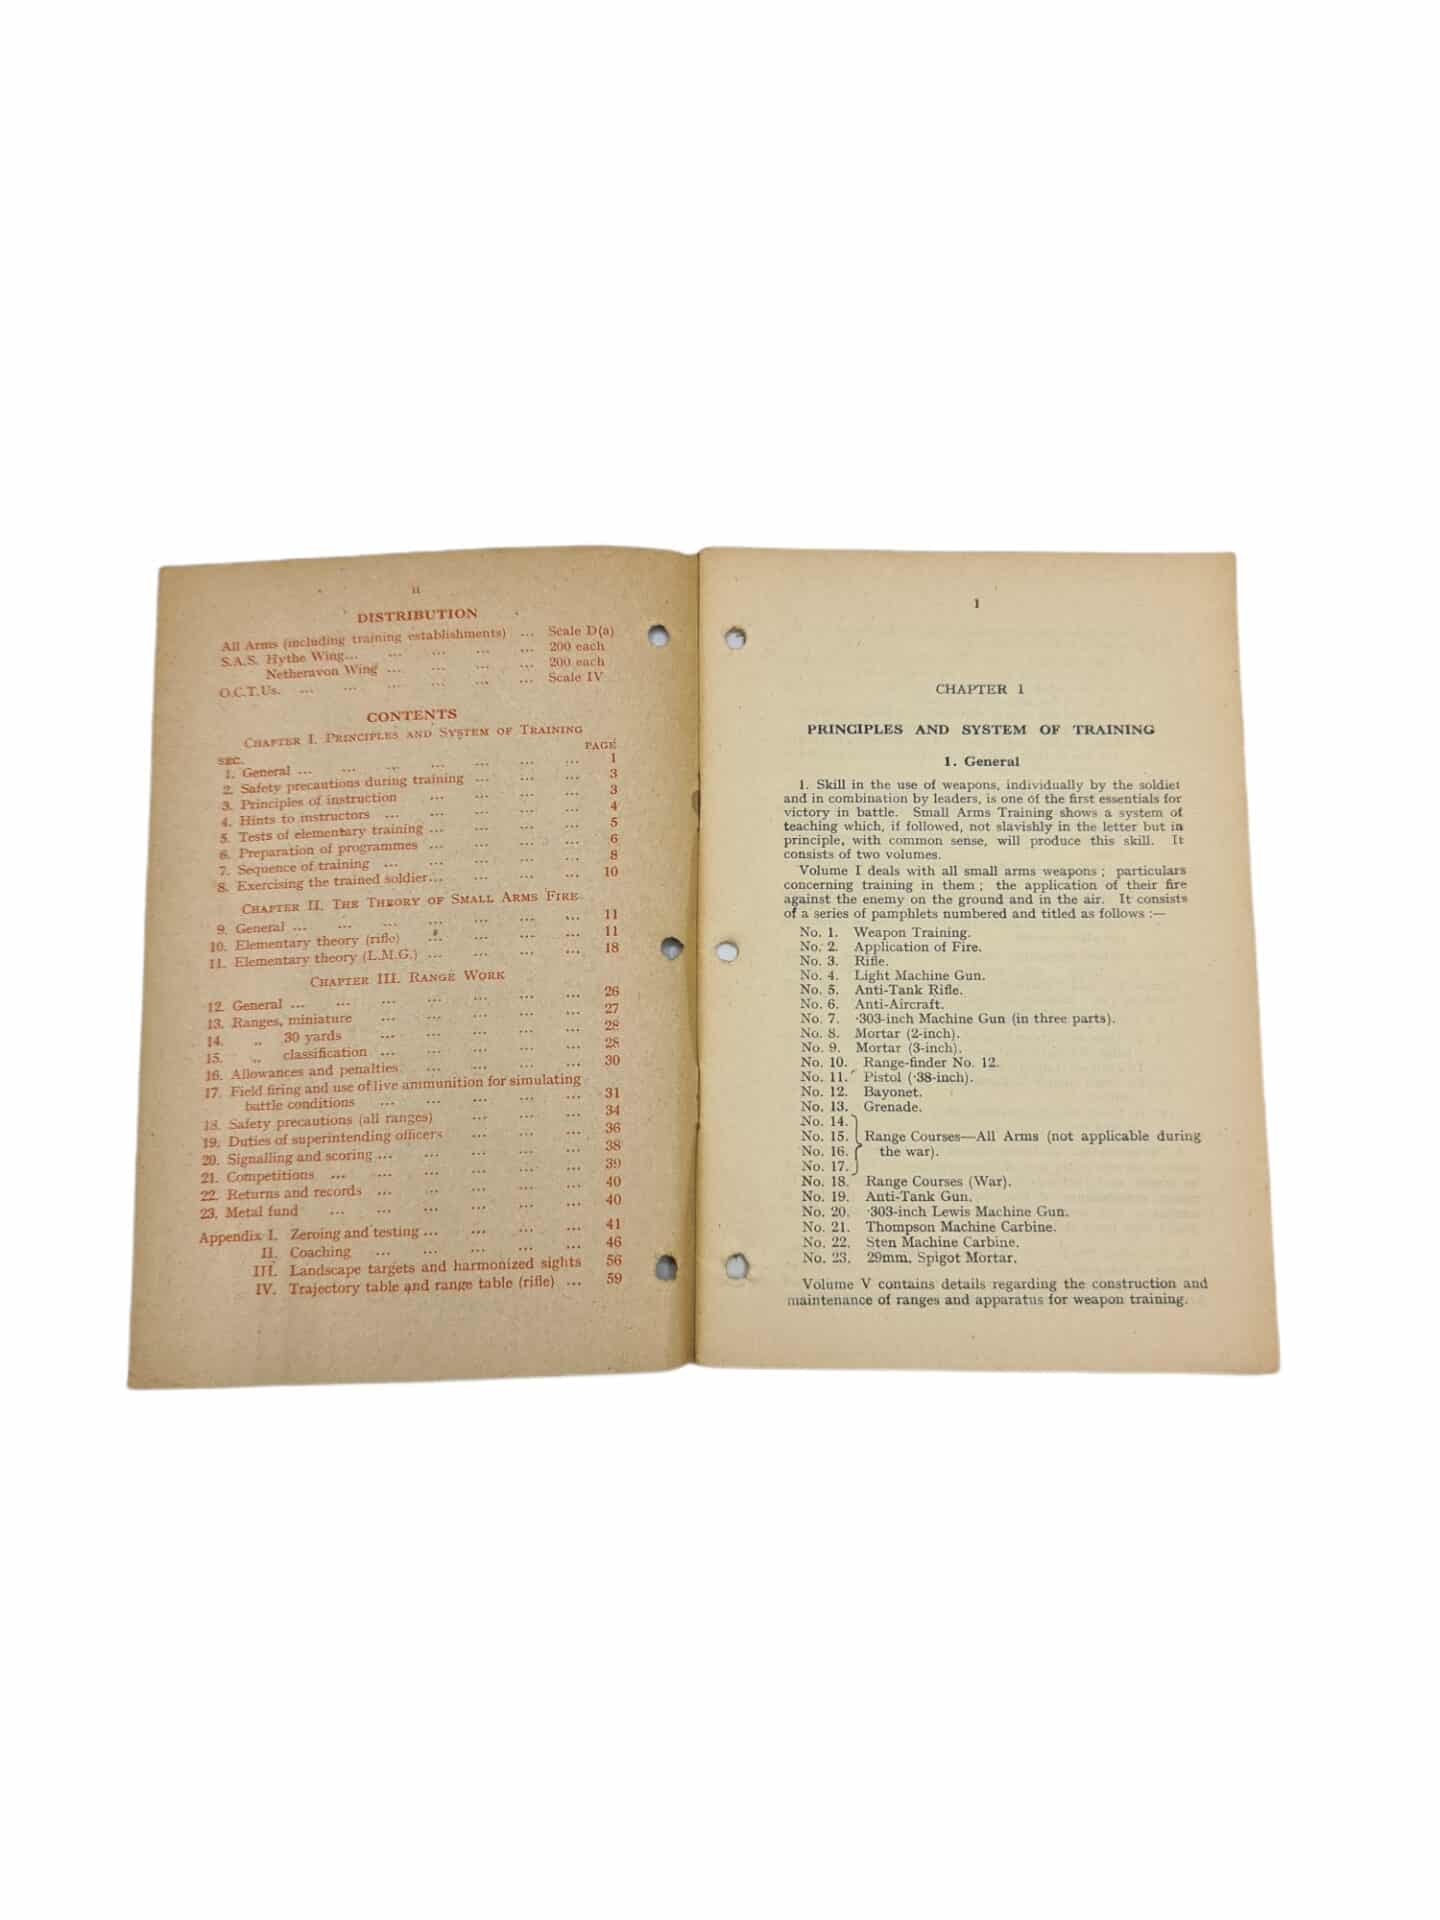 ii
DISTRIBUTION
All Arms (including training establishments) ... Scale D(a)
S.A.S. Hythe Wing... ... ... ... ... 200 each
Netheravon Wing ... ... ... ... 200 each
O.C.T.Us. ... ... ... ... ... ... Scale IV
CONTENTS
CHAPTER I. PRINCIPLES AND SYSTEM OF TRAINING
SEC. PAGE
1. General ... ... ... ... ... ... ... 1
2. Safety precautions during training ... ... ... 3
3. Principles of instruction ... ... ... ... 3
4. Hints to instructors ... ... ... ... ... 4
5. Tests of elementary training ... ... ... ... 5
6. Preparation of programmes ... ... ... ... 6
7. Sequence of training ... ... ... ... ... 8
8. Exercising the trained soldier... ... ... ... 10
CHAPTER II. THE THEORY OF SMALL ARMS FIRE
9. General ... ... ... ... ... ... ... 11
10. Elementary theory (rifle) ... ... ... ... 11
11. Elementary theory (L.M.G.) ... ... ... ... 18
CHAPTER III. RANGE WORK
12. General ... ... ... ... ... ... ... 26
13. Ranges, miniature ... ... ... ... ... 27
14. „ 30 yards ... ... ... ... ... 28
15. „ classification ... ... ... ... ... 28
16. Allowances and penalties ... ... ... ... 30
17. Field firing and use of live ammunition for simulating
battle conditions ... ... ... ... ... 31
18. Safety precautions (all ranges) ... ... ... 34
19. Duties of superintending officers ... ... ... 36
20. Signalling and scoring ... ... ... ... ... 38
21. Competitions ... ... ... ... ... ... 39
22. Returns and records ... ... ... ... ... 40
23. Metal fund ... ... ... ... ... ... 40
Appendix I. Zeroing and testing ... ... ... ... 41
II. Coaching ... ... ... ... ... 46
III. Landscape targets and harmonized sights 56
IV. Trajectory table and range table (rifle) ... 59
1
CHAPTER 1
PRINCIPLES AND SYSTEM OF TRAINING
1. General
1. Skill in the use of weapons, individually by the soldier
and in combination by leaders, is one of the first essentials for
victory in battle. Small Arms Training shows a system of
teaching which, if followed, not slavishly in the letter but in
principle, with common sense, will produce this skill. It
consists of two volumes.
Volume I deals with all small arms weapons ; particulars
concerning training in them ; the application of their fire
against the enemy on the ground and in the air. It consists
of a series of pamphlets numbered and titled as follows :—
No. 1. Weapon Training.
No. 2. Application of Fire.
No. 3. Rifle.
No. 4. Light Machine Gun.
No. 5. Anti-Tank Rifle.
No. 6. Anti-Aircraft.
No. 7. ·303-inch Machine Gun (in three parts).
No. 8. Mortar (2-inch).
No. 9. Mortar (3-inch).
No. 10. Range-finder No. 12.
No. 11. Pistol (·38-inch).
No. 12. Bayonet.
No. 13. Grenade.
No. 14.
No. 15. Range Courses—All Arms (not applicable during
No. 16. the war).
No. 17.
No. 18. Range Courses (War).
No. 19. Anti-Tank Gun.
No. 20. ·303-inch Lewis Machine Gun.
No. 21. Thompson Machine Carbine.
No. 22. Sten Machine Carbine.
No. 23. 29mm. Spigot Mortar.
Volume V contains details regarding the construction and
maintenance of ranges and apparatus for weapon training.